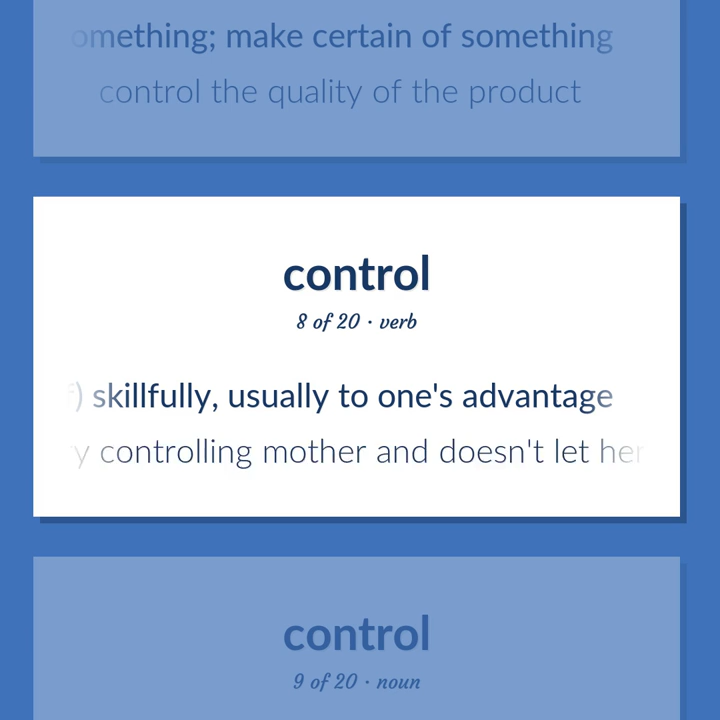 omething; make certain of something
control the quality of the product
control
8 of 20 · verb
f) skillfully, usually to one's advantage
y controlling mother and doesn't let her
control
9 of 20 · noun